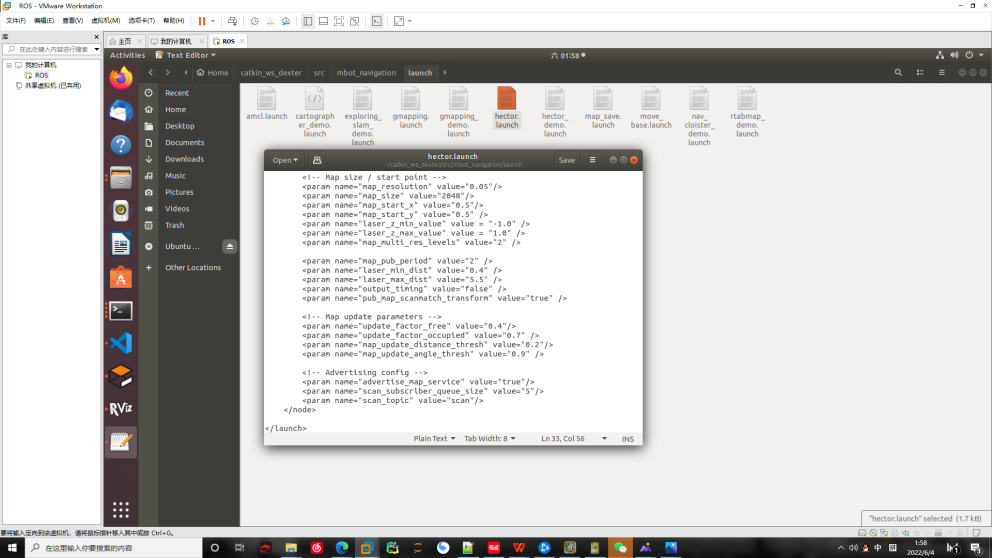 ROS - VMware Workstation
文件(F) 编辑(E) 查看(V) 虚拟机(M) 选项卡(T) 帮助(H)
库
在此处键入内容进行搜索
我的计算机
ROS
共享虚拟机 (已弃用)
主页 我的计算机 ROS
Activities Text Editor 六 01:58
Home catkin_ws_dexter src mbot_navigation launch
Recent
Home
Desktop
Documents
Downloads
Music
Pictures
Videos
Trash
Ubuntu ...
Other Locations
amcl.launch
cartographer_demo.launch
exploring_slam_demo.launch
gmapping.launch
gmapping_demo.launch
hector.launch
hector_demo.launch
map_save.launch
move_base.launch
nav_cloister_demo.launch
rtabmap_demo.launch
Open hector.launch Save
~/catkin_ws_dexter/src/mbot_navigation/launch
<!-- Map size / start point -->
<param name="map_resolution" value="0.05"/>
<param name="map_size" value="2048"/>
<param name="map_start_x" value="0.5"/>
<param name="map_start_y" value="0.5" />
<param name="laser_z_min_value" value = "-1.0" />
<param name="laser_z_max_value" value = "1.0" />
<param name="map_multi_res_levels" value="2" />
<param name="map_pub_period" value="2" />
<param name="laser_min_dist" value="0.4" />
<param name="laser_max_dist" value="5.5" />
<param name="output_timing" value="false" />
<param name="pub_map_scanmatch_transform" value="true" />
<!-- Map update parameters -->
<param name="update_factor_free" value="0.4"/>
<param name="update_factor_occupied" value="0.7" />
<param name="map_update_distance_thresh" value="0.2"/>
<param name="map_update_angle_thresh" value="0.9" />
<!-- Advertising config -->
<param name="advertise_map_service" value="true"/>
<param name="scan_subscriber_queue_size" value="5"/>
<param name="scan_topic" value="scan"/>
</node>
</launch>
Plain Text Tab Width: 8 Ln 33, Col 56 INS
RViz
"hector.launch" selected (1.7 kB)
要将输入定向到该虚拟机，请将鼠标指针移入其中或按 Ctrl+G。
在这里输入你要搜索的内容
中
1:58
2022/6/4